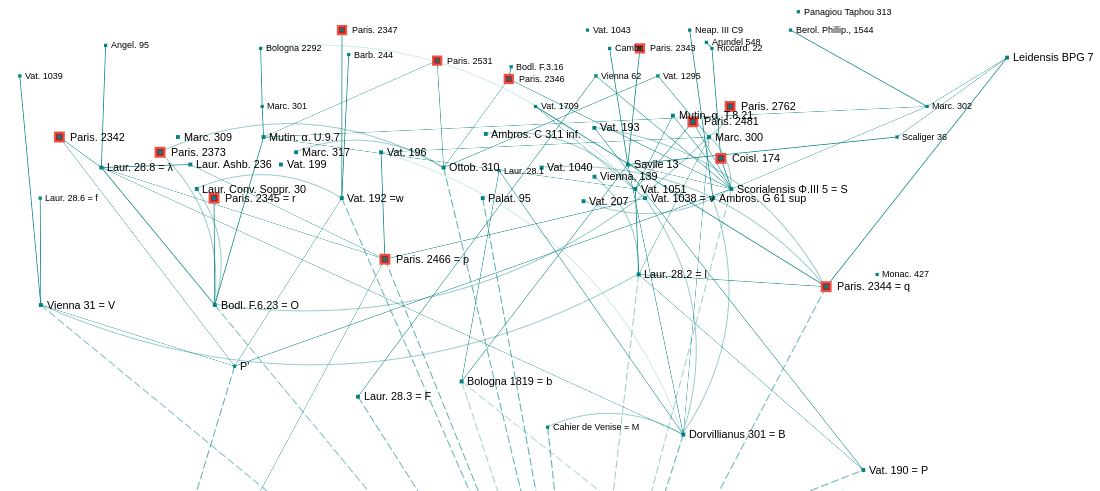 Panagiou Taphou 313
Paris. 2347
Vat. 1043
Neap. III C9
Berol. Phillip., 1544
Angel. 95
Bologna 2292
Barb. 244
Paris. 2343
Arundel 548
Riccard. 22
Leidensis BPG 7
Paris. 2531
Bodl. F.3.16
Vat. 1039
Paris. 2346
Vienna 62
Vat. 1295
Marc. 301
Vat. 1709
Paris. 2762
Marc. 302
Mutin. α. T.8.21
Paris. 2481
Paris. 2342
Marc. 309
Mutin. α U.9.7
Ambros. C 311 inf.
Vat. 193
Marc. 300
Scaliger 36
Paris. 2373
Marc. 317
Vat. 196
Coisl. 174
Laur. 28.8 = λ
Laur. Ashb. 236
Vat. 199
Ottob. 310
Laur. 28.1
Vat. 1040
Savile 13
Vienna. 139
Laur. Conv. Soppr. 30
Vat. 1051
Scorialensis Φ.III 5 = S
Laur. 28.6 = f
Paris. 2345 = r
Vat. 192 =w
Palat. 95
Vat. 207
Vat. 1038 = v
Ambros. G 61 sup
Paris. 2466 = p
Laur. 28.2 = l
Monac. 427
Paris. 2344 = q
Vienna 31 = V
Bodl. F.6.23 = O
P'
Bologna 1819 = b
Laur. 28.3 = F
Cahier de Venise = M
Dorvillianus 301 = B
Vat. 190 = P